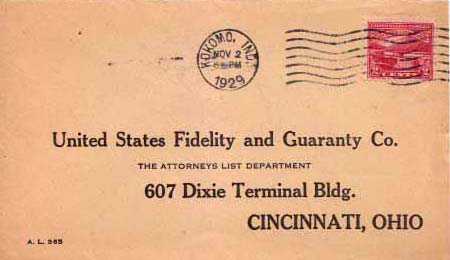 KOKOMO, IND.
NOV 2
PM
1929
CENTS
United States Fidelity and Guaranty Co.
THE ATTORNEYS LIST DEPARTMENT
607 Dixie Terminal Bldg.
CINCINNATI, OHIO
A. L. 565